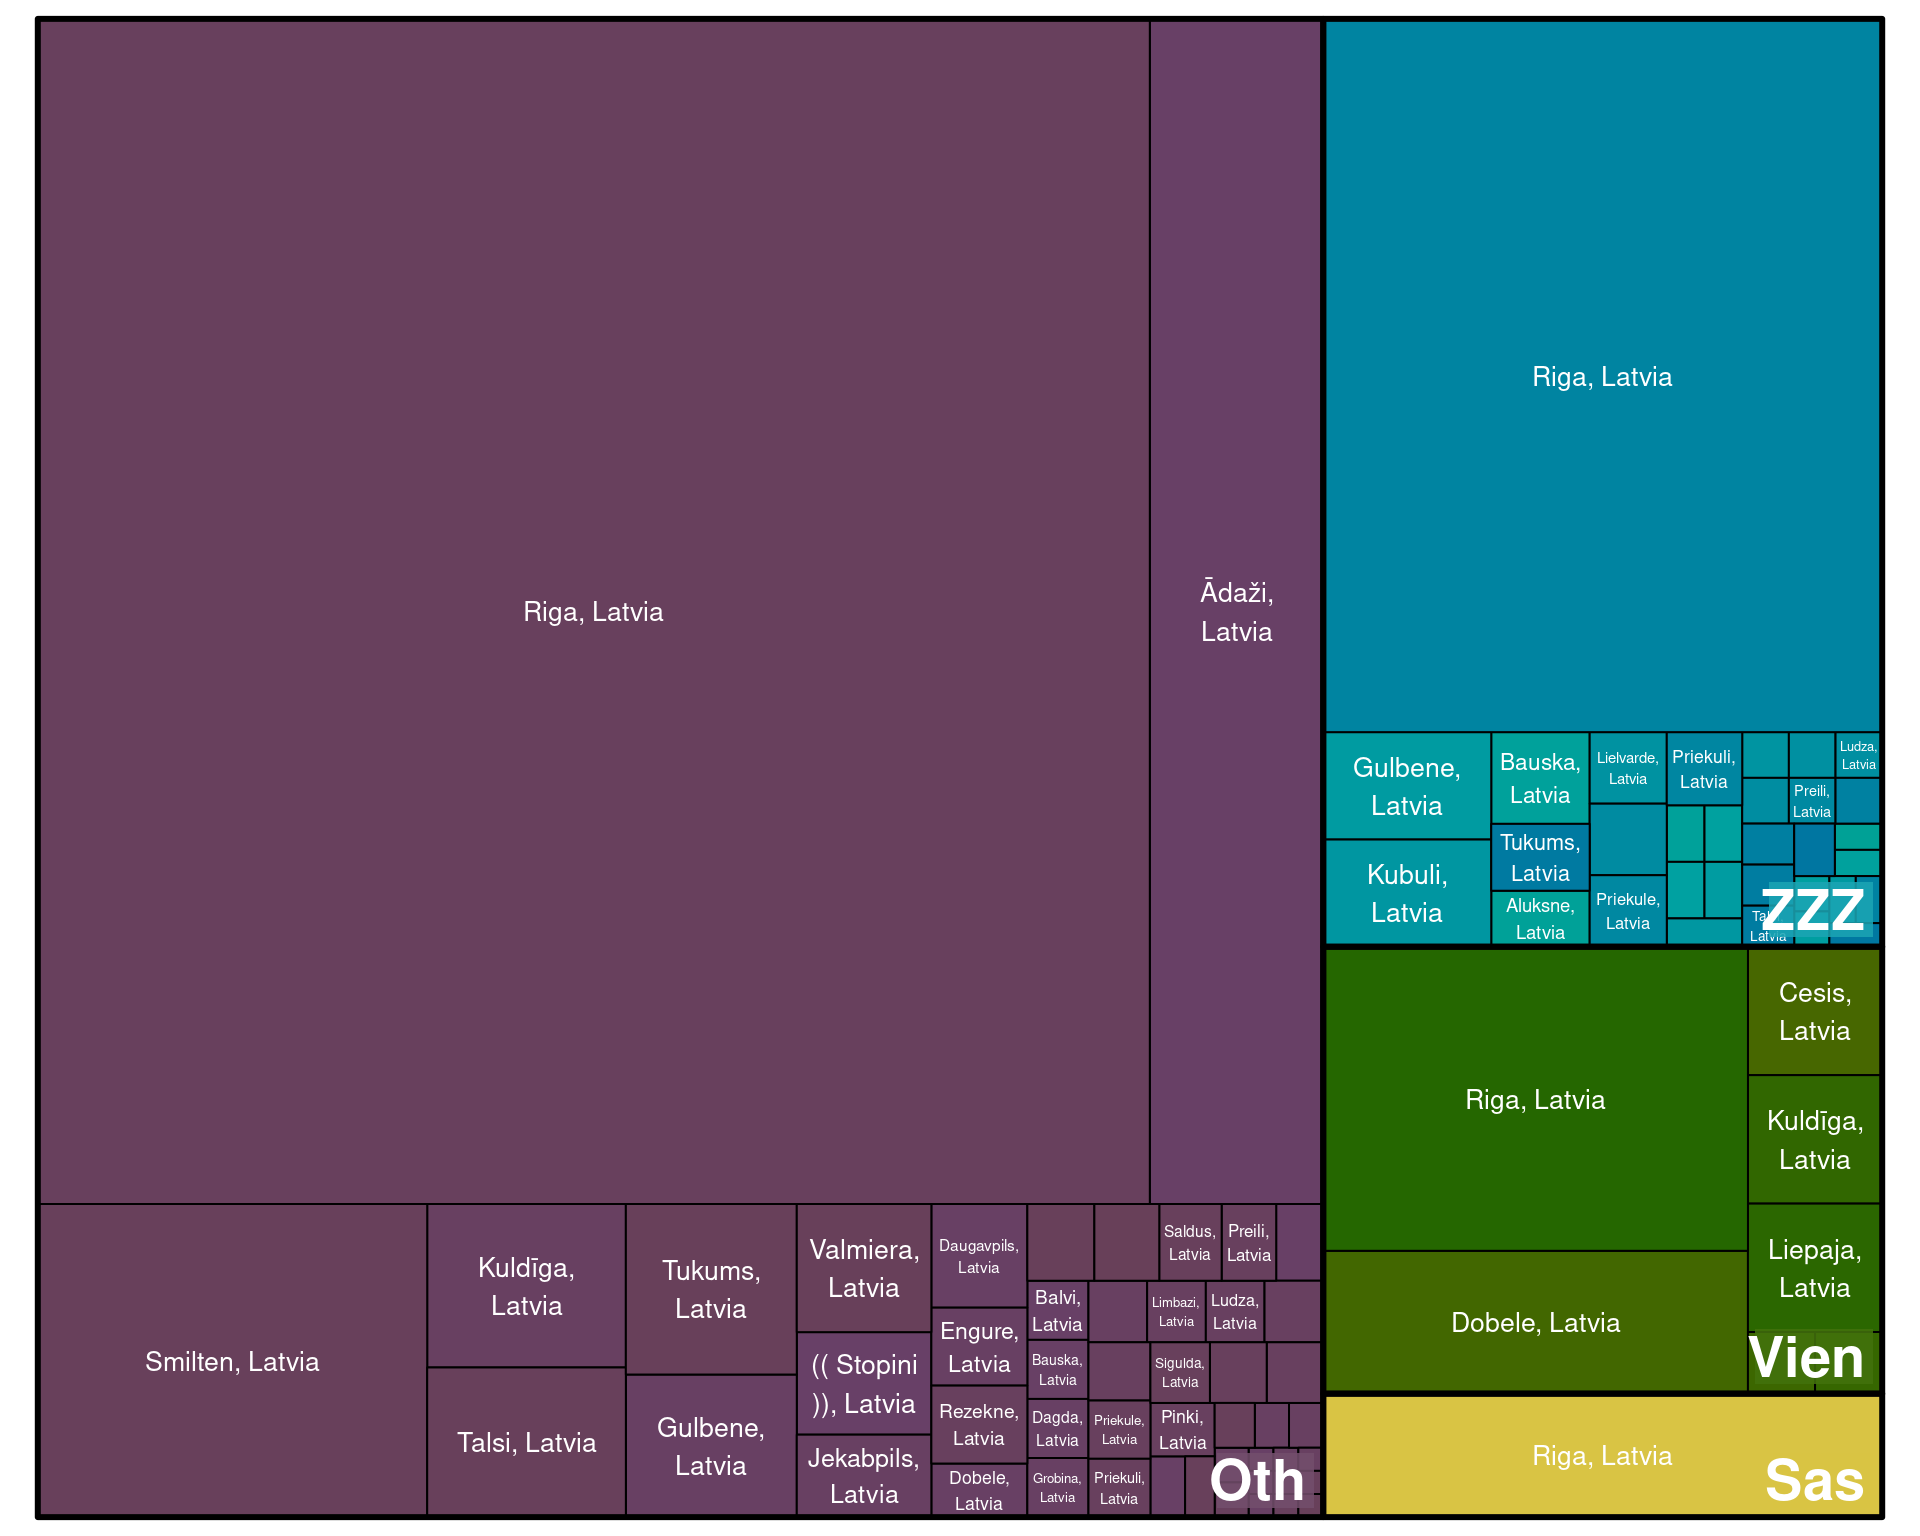 Riga, Latvia
Ādaži,
Latvia
Smilten, Latvia
Kuldīga,
Latvia
Talsi, Latvia
Tukums,
Latvia
Gulbene,
Latvia
Valmiera,
Latvia
(( Stopini
)), Latvia
Jekabpils,
Latvia
Daugavpils,
Latvia
Engure,
Latvia
Rezekne,
Latvia
Dobele,
Latvia
Saldus,
Latvia
Preili,
Latvia
Balvi,
Latvia
Limbazi,
Latvia
Ludza,
Latvia
Bauska,
Latvia
Sigulda,
Latvia
Dagda,
Latvia
Priekule,
Latvia
Pinki,
Latvia
Grobina,
Latvia
Priekuli,
Latvia
Oth
Riga, Latvia
Gulbene,
Latvia
Kubuli,
Latvia
Bauska,
Latvia
Tukums,
Latvia
Aluksne,
Latvia
Lielvarde,
Latvia
Priekule,
Latvia
Priekuli,
Latvia
Ludza,
Latvia
Preili,
Latvia
Latvia
ZZZ
Riga, Latvia
Dobele, Latvia
Cesis,
Latvia
Kuldīga,
Latvia
Liepaja,
Latvia
Vien
Riga, Latvia
Sas